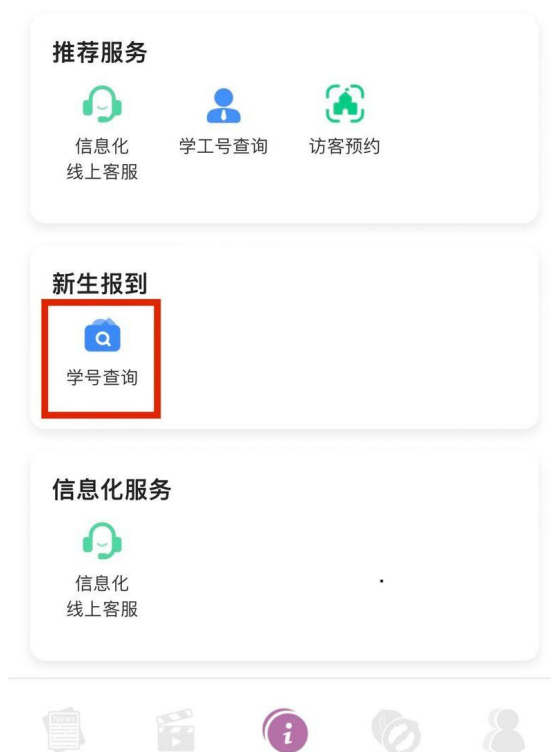 推荐服务
信息化 学工号查询 访客预约
线上客服
新生报到
学号查询
信息化服务
信息化
线上客服